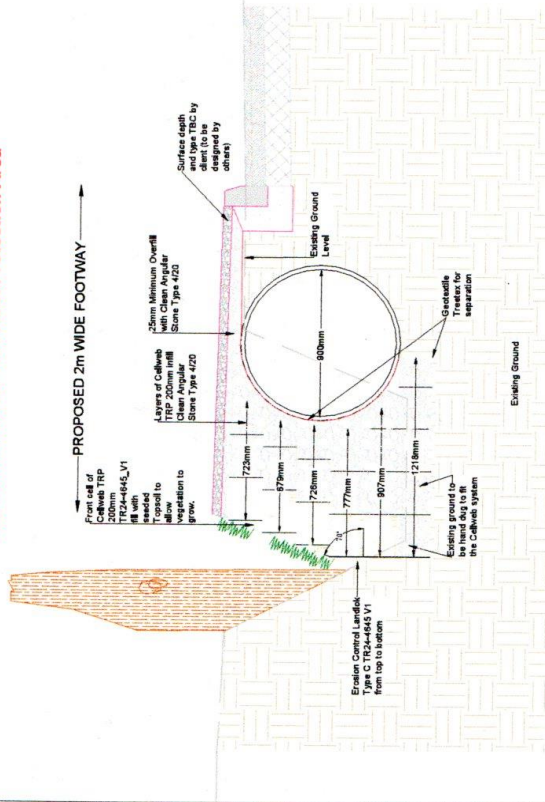 PROPOSED 2m WIDE FOOTWAY
Front cell of
Cellweb TRP
200mm
TR24-4645_V1
fill with
seeded
Topsoil to
allow
vegetation to
grow.
Layers of Cellweb
TRP 200mm Infill
Clean Angular
Stone Type 4/20
25mm Minimum Overfill
with Clean Angular
Stone Type 4/20
Surface depth
and type TBC by
client (to be
designed by
others)
Existing Ground
Level
723mm
679mm
726mm
777mm
907mm
1218mm
900mm
70°
Geotextile
Treetex for
separation
Erosion Control Landlok
Type C TR24-4645 V1
from top to bottom
Existing ground to
be hand dug to fit
the Cellweb system
Existing Ground